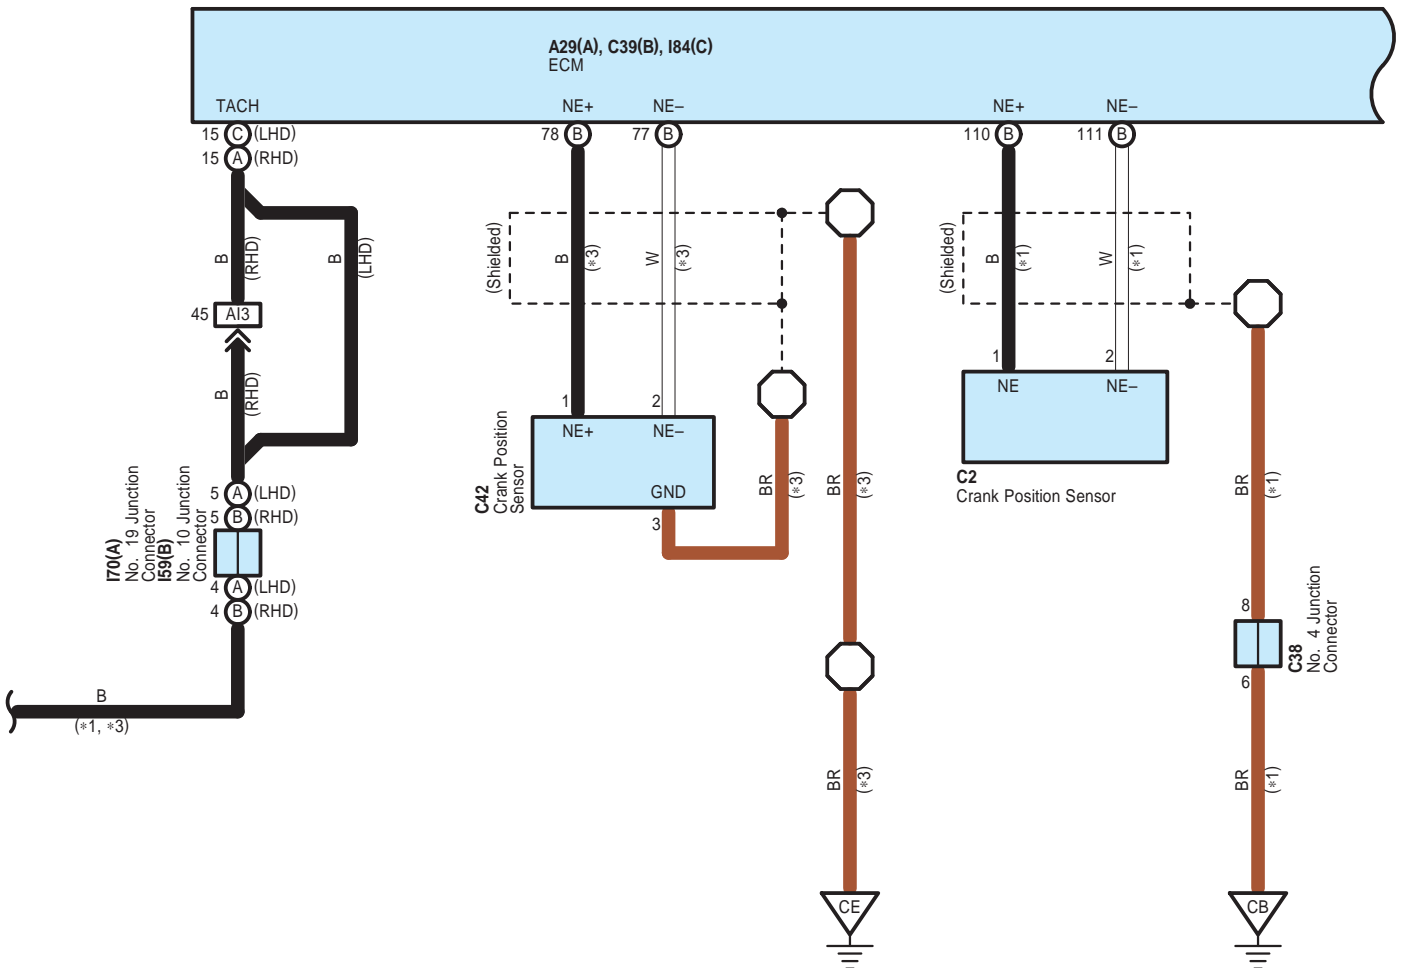 A29(A), C39(B), I84(C)
ECM
TACH
NE+
NE–
NE+
NE–
15 C (LHD)
15 A (RHD)
78 B
77 B
110 B
111 B
B
(RHD)
B
(LHD)
45 AI3
B
(RHD)
5 A (LHD)
5 B (RHD)
I70(A)
No. 19 Junction
Connector
I59(B)
No. 10 Junction
Connector
4 A (LHD)
4 B (RHD)
B
(∗1, ∗3)
(Shielded)
B
(∗3)
W
(∗3)
1
2
NE+
NE–
GND
3
C42
Crank Position
Sensor
BR
(∗3)
BR
(∗3)
BR
(∗3)
CE
(Shielded)
B
(∗1)
W
(∗1)
1
2
NE
NE–
C2
Crank Position Sensor
BR
(∗1)
8
6
C38
No. 4 Junction
Connector
BR
(∗1)
CB